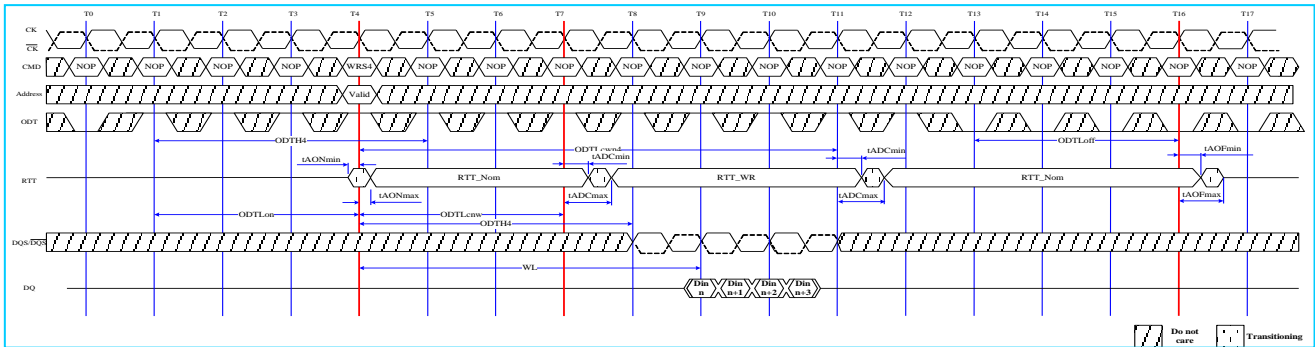 T0 T1 T2 T3 T4 T5 T6 T7 T8 T9 T10 T11 T12 T13 T14 T15 T16 T17
CK
CK
CMD NOP NOP NOP NOP WRS4 NOP NOP NOP NOP NOP NOP NOP NOP NOP NOP NOP NOP NOP
Address Valid
ODT
ODTH4 ODTLcwn4 ODTLoff
tAONmin tADCmin tADCmin tAOFmin
RTT RTT_Nom RTT_WR RTT_Nom
tAONmax tADCmax tADCmax tAOFmax
ODTLon ODTLcnw
ODTH4
DQS/DQS
WL
DQ Din n Din n+1 Din n+2 Din n+3
Do not care Transitioning